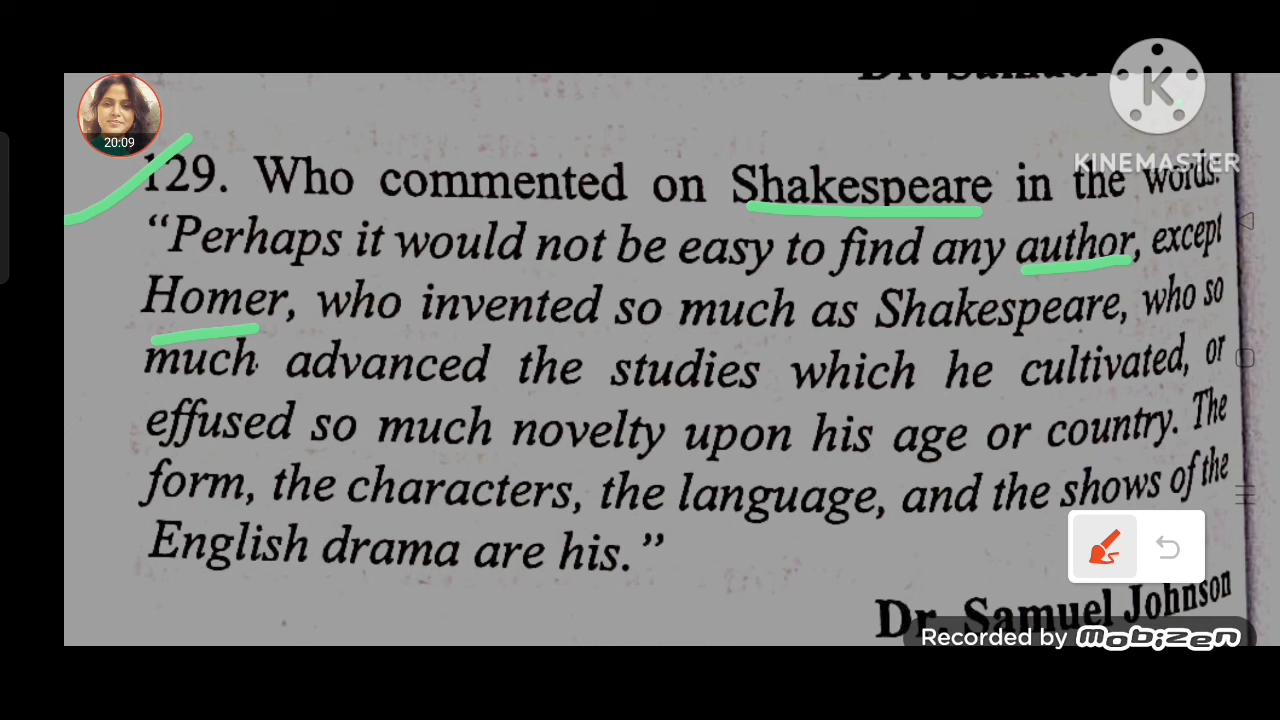 Dr. Samuel
20:09
KINEMASTER
129. Who commented on Shakespeare in the words:
“Perhaps it would not be easy to find any author, except
Homer, who invented so much as Shakespeare, who so
much advanced the studies which he cultivated, or
effused so much novelty upon his age or country. The
form, the characters, the language, and the shows of the
English drama are his.”
Dr. Samuel Johnson
Recorded by MOBIZEN